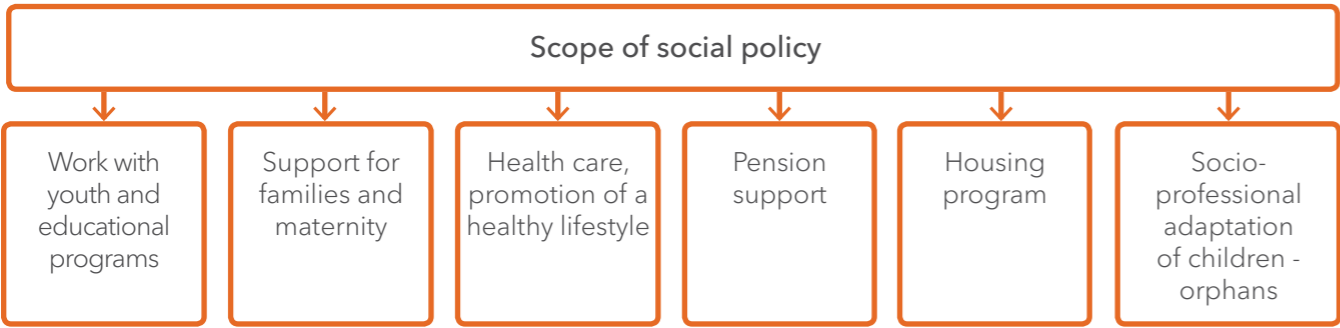 Scope of social policy
Work with
youth and
educational
programs
Support for
families and
maternity
Health care,
promotion of a
healthy lifestyle
Pension
support
Housing
program
Socio-
professional
adaptation
of children -
orphans